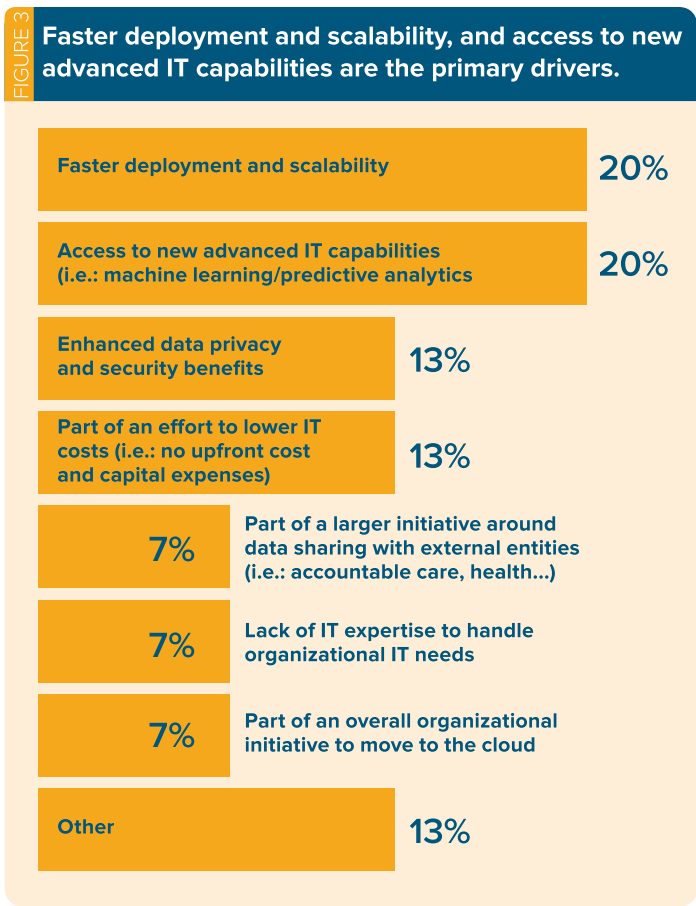 FIGURE 3
Faster deployment and scalability, and access to new
advanced IT capabilities are the primary drivers.
Faster deployment and scalability
20%
Access to new advanced IT capabilities
(i.e.: machine learning/predictive analytics
20%
Enhanced data privacy
and security benefits
13%
Part of an effort to lower IT
costs (i.e.: no upfront cost
and capital expenses)
13%
7%
Part of a larger initiative around
data sharing with external entities
(i.e.: accountable care, health...)
7%
Lack of IT expertise to handle
organizational IT needs
7%
Part of an overall organizational
initiative to move to the cloud
Other
13%